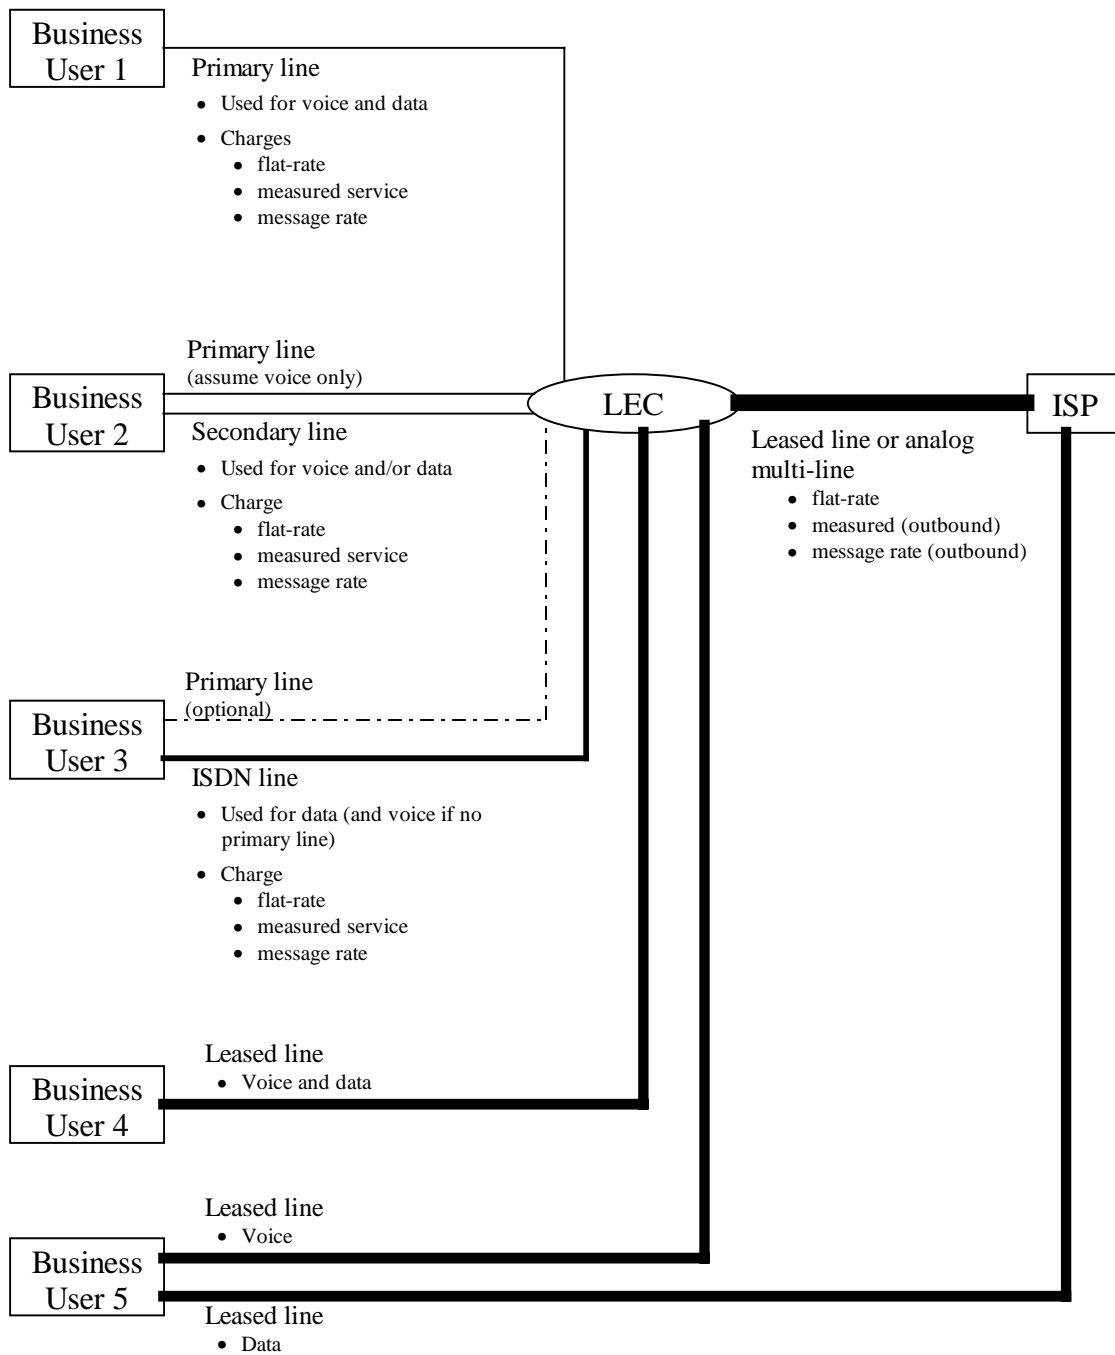 Business
User 1
Primary line
• Used for voice and data
• Charges
• flat-rate
• measured service
• message rate
Primary line
(assume voice only)
Business
User 2
LEC
ISP
Secondary line
• Used for voice and/or data
• Charge
• flat-rate
• measured service
• message rate
Leased line or analog
multi-line
• flat-rate
• measured (outbound)
• message rate (outbound)
Primary line
(optional)
Business
User 3
ISDN line
• Used for data (and voice if no
primary line)
• Charge
• flat-rate
• measured service
• message rate
Leased line
• Voice and data
Business
User 4
Leased line
• Voice
Business
User 5
Leased line
• Data